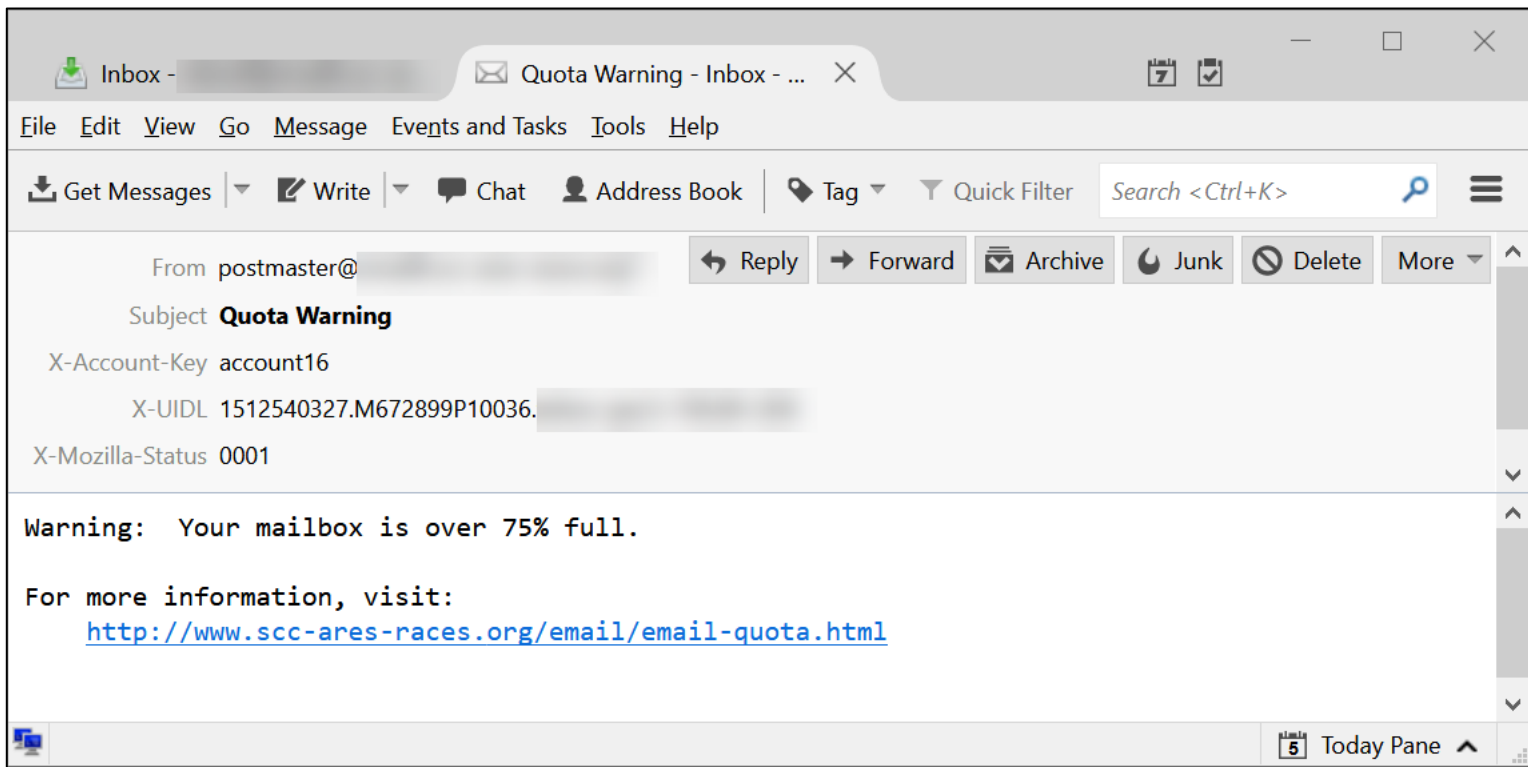 Inbox -
Quota Warning - Inbox - ...
7
File Edit View Go Message Events and Tasks Tools Help
Get Messages Write Chat Address Book Tag Quick Filter Search <Ctrl+K>
From postmaster@
Reply Forward Archive Junk Delete More
Subject Quota Warning
X-Account-Key account16
X-UIDL 1512540327.M672899P10036.
X-Mozilla-Status 0001
Warning: Your mailbox is over 75% full.
For more information, visit:
http://www.scc-ares-races.org/email/email-quota.html
5 Today Pane